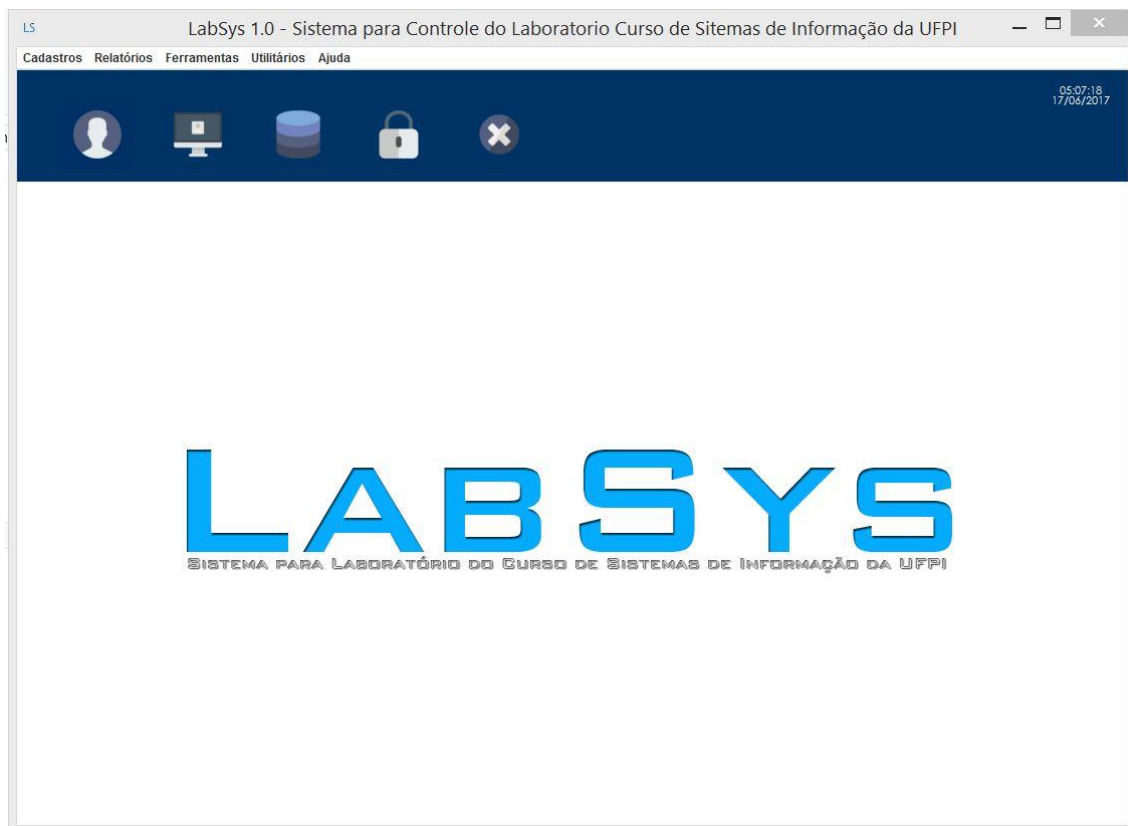 LS LabSys 1.0 - Sistema para Controle do Laboratorio Curso de Sitemas de Informação da UFPI
Cadastros Relatórios Ferramentas Utilitários Ajuda
05:07:18
17/06/2017
LabSys
Sistema para Laboratório do Curso de Sistemas de Informação da UFPI